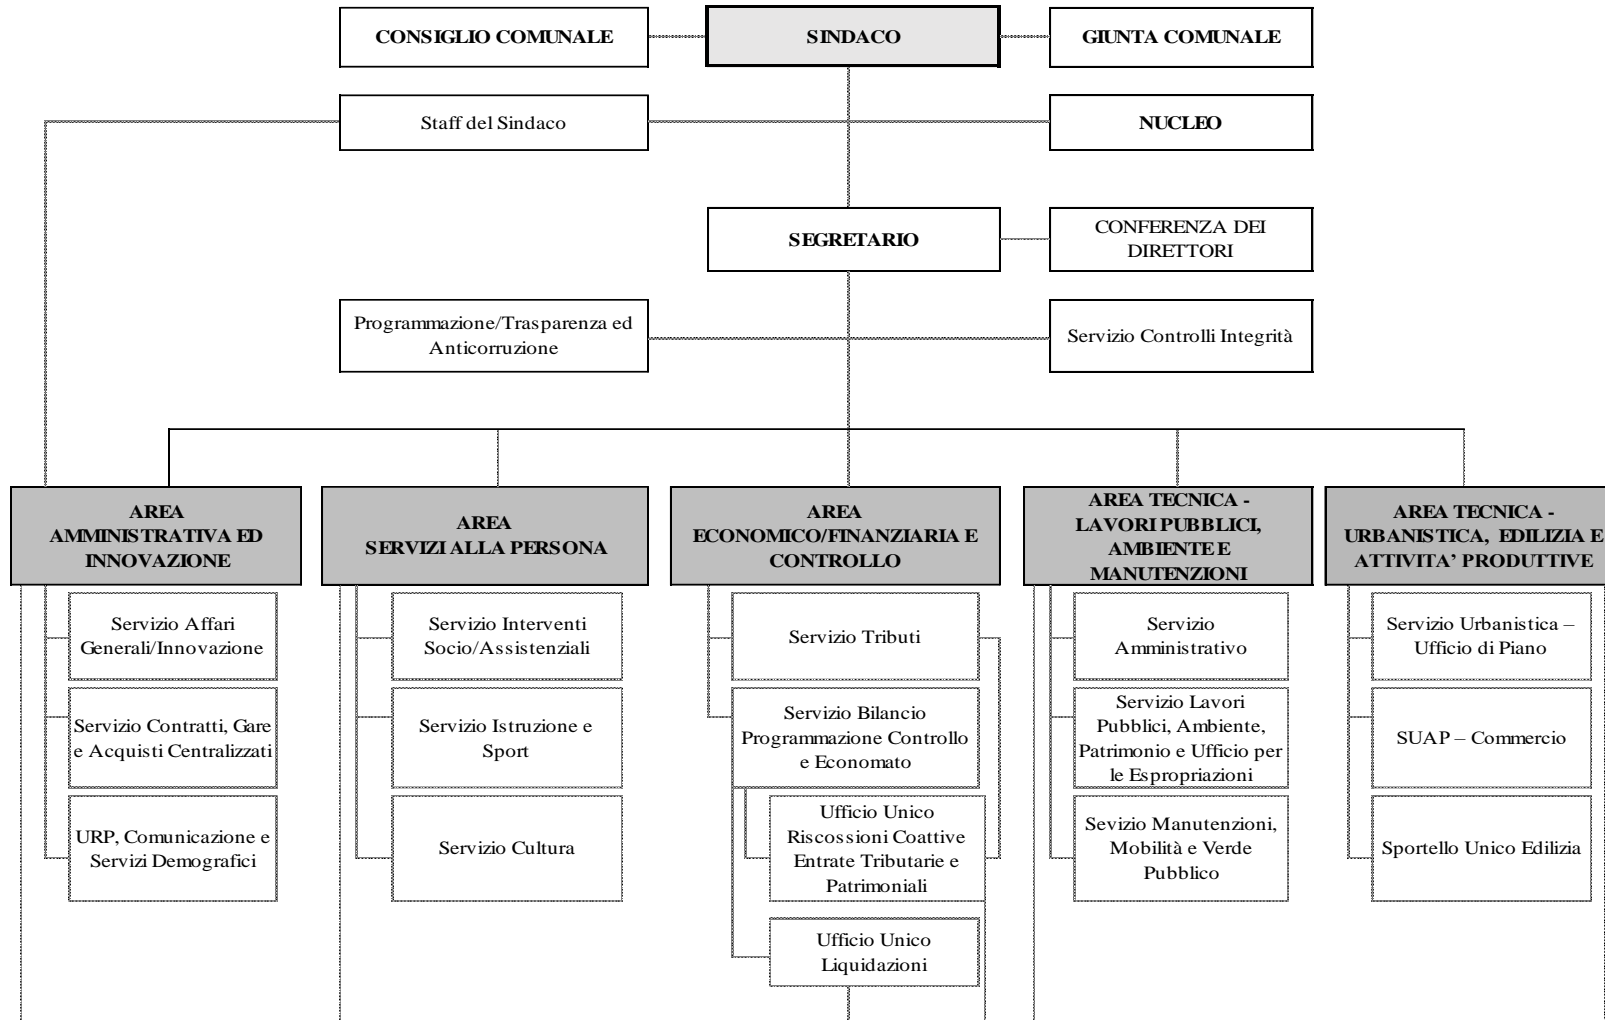 CONSIGLIO COMUNALE
SINDACO
GIUNTA COMUNALE
Staff del Sindaco
NUCLEO
SEGRETARIO
CONFERENZA DEI
DIRETTORI
Programmazione/Trasparenza ed
Anticorruzione
Servizio Controlli Integrità
AREA
AMMINISTRATIVA ED
INNOVAZIONE
AREA
SERVIZI ALLA PERSONA
AREA
ECONOMICO/FINANZIARIA E
CONTROLLO
AREA TECNICA -
LAVORI PUBBLICI,
AMBIENTE E
MANUTENZIONI
AREA TECNICA -
URBANISTICA, EDILIZIA E
ATTIVITA’ PRODUTTIVE
Servizio Affari
Generali/Innovazione
Servizio Contratti, Gare
e Acquisti Centralizzati
URP, Comunicazione e
Servizi Demografici
Servizio Interventi
Socio/Assistenziali
Servizio Istruzione e
Sport
Servizio Cultura
Servizio Tributi
Servizio Bilancio
Programmazione Controllo
e Economato
Ufficio Unico
Riscossioni Coattive
Entrate Tributarie e
Patrimoniali
Ufficio Unico
Liquidazioni
Servizio
Amministrativo
Servizio Lavori
Pubblici, Ambiente,
Patrimonio e Ufficio per
le Espropriazioni
Sevizio Manutenzioni,
Mobilità e Verde
Pubblico
Servizio Urbanistica –
Ufficio di Piano
SUAP – Commercio
Sportello Unico Edilizia